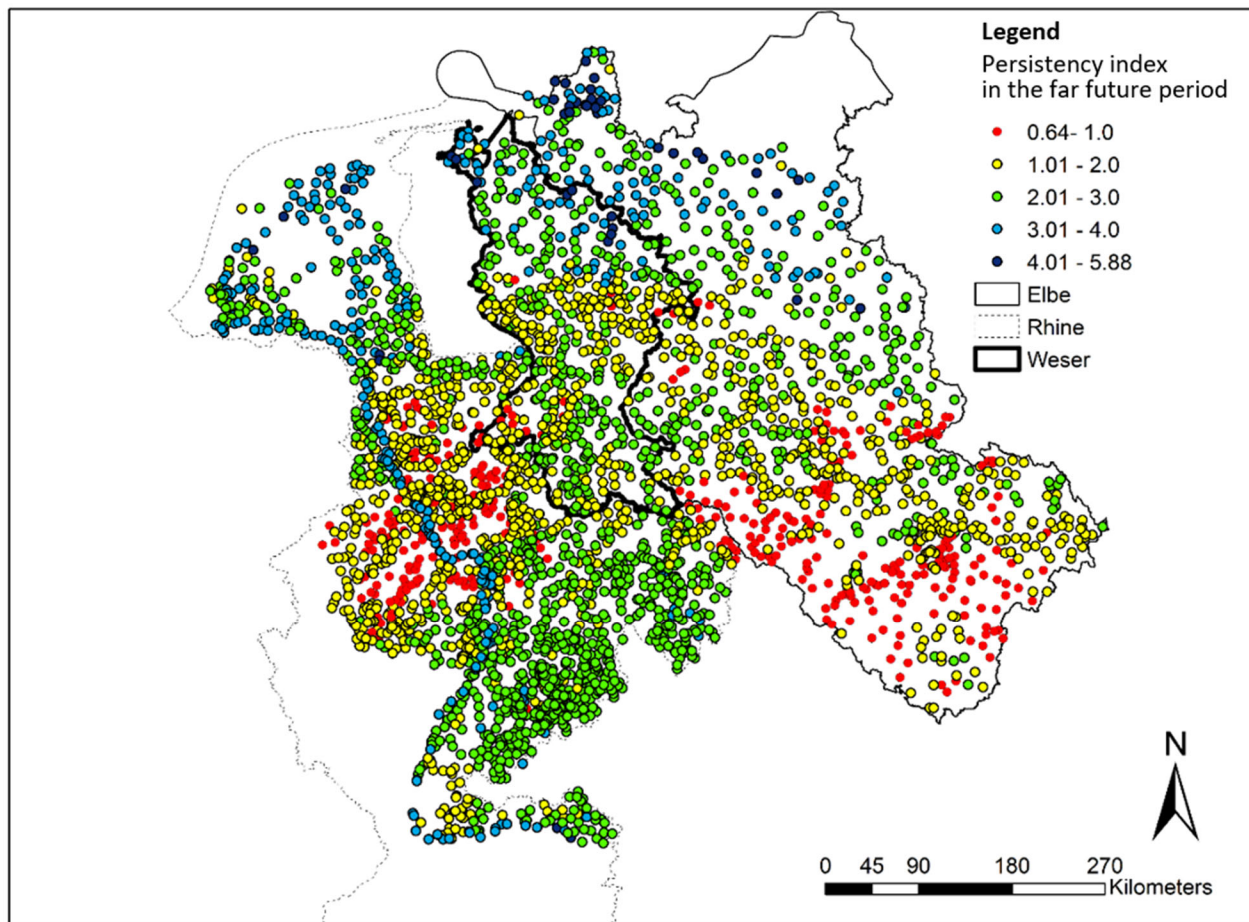 Legend
Persistency index
in the far future period
0.64- 1.0
1.01 - 2.0
2.01 - 3.0
3.01 - 4.0
4.01 - 5.88
Elbe
Rhine
Weser
N
0 45 90 180 270
Kilometers